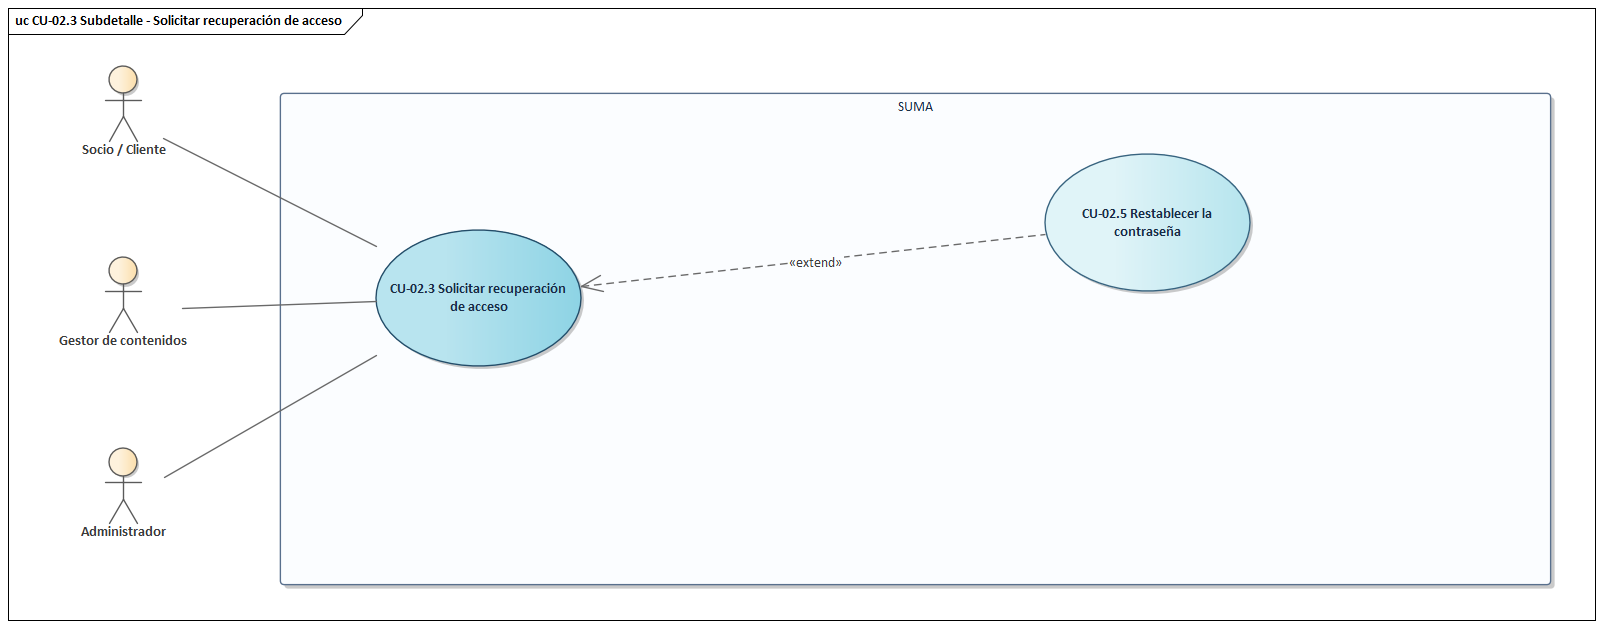 uc CU-02.3 Subdetalle - Solicitar recuperación de acceso
SUMA
Socio / Cliente
CU-02.5 Restablecer la
contraseña
«extend»
CU-02.3 Solicitar recuperación
de acceso
Gestor de contenidos
Administrador